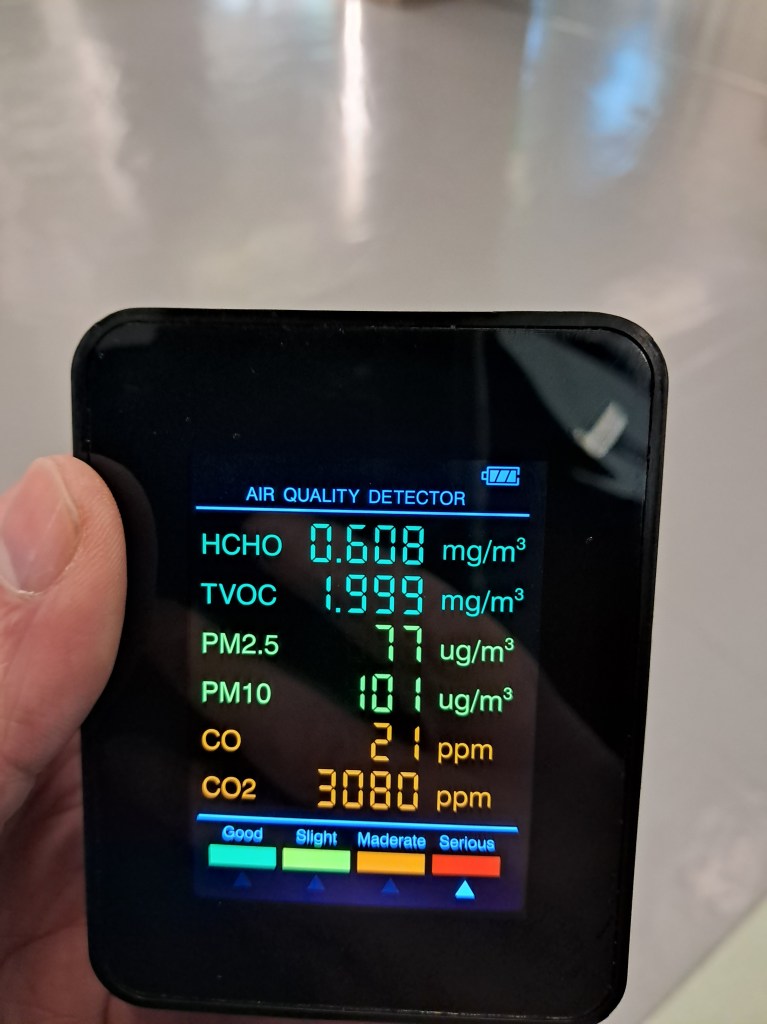 AIR QUALITY DETECTOR
HCHO 0.608 mg/m³
TVOC 1.999 mg/m³
PM2.5 77 ug/m³
PM10 101 ug/m³
CO 21 ppm
CO2 3080 ppm
Good Slight Maderate Serious